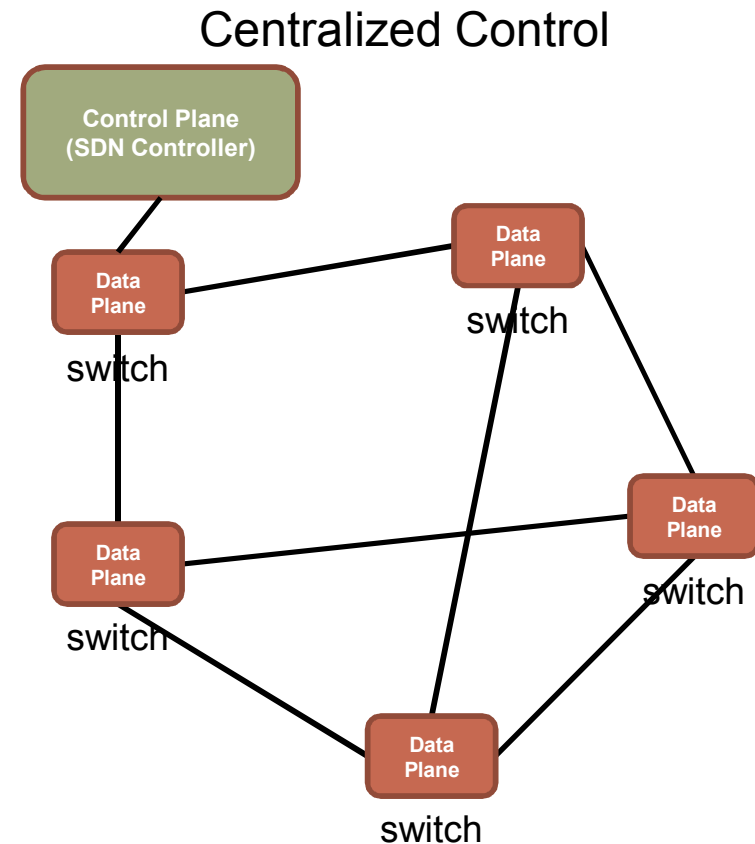 Centralized Control
Control Plane
(SDN Controller)
Data
Plane
switch
Data
Plane
switch
Data
Plane
switch
Data
Plane
switch
Data
Plane
switch